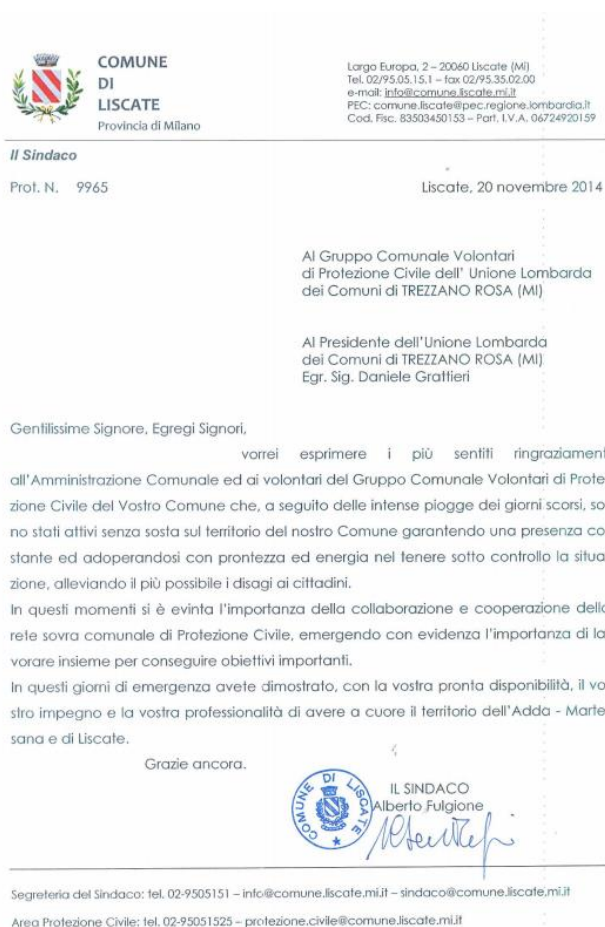 COMUNE
DI
LISCATE
Provincia di Milano
Largo Europa, 2 – 20060 Liscate (Mi)
Tel. 02/95.05.15.1 – fax 02/95.35.02.00
e-mail: info@comune.liscate.mi.it
PEC: comune.liscate@pec.regione.lombardia.it
Cod. Fisc. 83503450153 – Part. I.V.A. 06724920159
Il Sindaco
Prot. N. 9965
Liscate, 20 novembre 2014
Al Gruppo Comunale Volontari
di Protezione Civile dell' Unione Lombarda
dei Comuni di TREZZANO ROSA (MI)
Al Presidente dell'Unione Lombarda
dei Comuni di TREZZANO ROSA (MI)
Egr. Sig. Daniele Grattieri
Gentilissime Signore, Egregi Signori,
vorrei esprimere i più sentiti ringraziament
all'Amministrazione Comunale ed ai volontari del Gruppo Comunale Volontari di Prote
zione Civile del Vostro Comune che, a seguito delle intense piogge dei giorni scorsi, so
no stati attivi senza sosta sul territorio del nostro Comune garantendo una presenza co
stante ed adoperandosi con prontezza ed energia nel tenere sotto controllo la situa
zione, alleviando il più possibile i disagi ai cittadini.
In questi momenti si è evinta l'importanza della collaborazione e cooperazione della
rete sovra comunale di Protezione Civile, emergendo con evidenza l'importanza di la
vorare insieme per conseguire obiettivi importanti.
In questi giorni di emergenza avete dimostrato, con la vostra pronta disponibilità, il vo
stro impegno e la vostra professionalità di avere a cuore il territorio dell'Adda - Marte
sana e di Liscate.
Grazie ancora.
COMUNE DI LISCATE
IL SINDACO
Alberto Fulgione
Segreteria del Sindaco: tel. 02-9505151 – info@comune.liscate.mi.it – sindaco@comune.liscate.mi.it
Area Protezione Civile: tel. 02-95051525 – protezione.civile@comune.liscate.mi.it